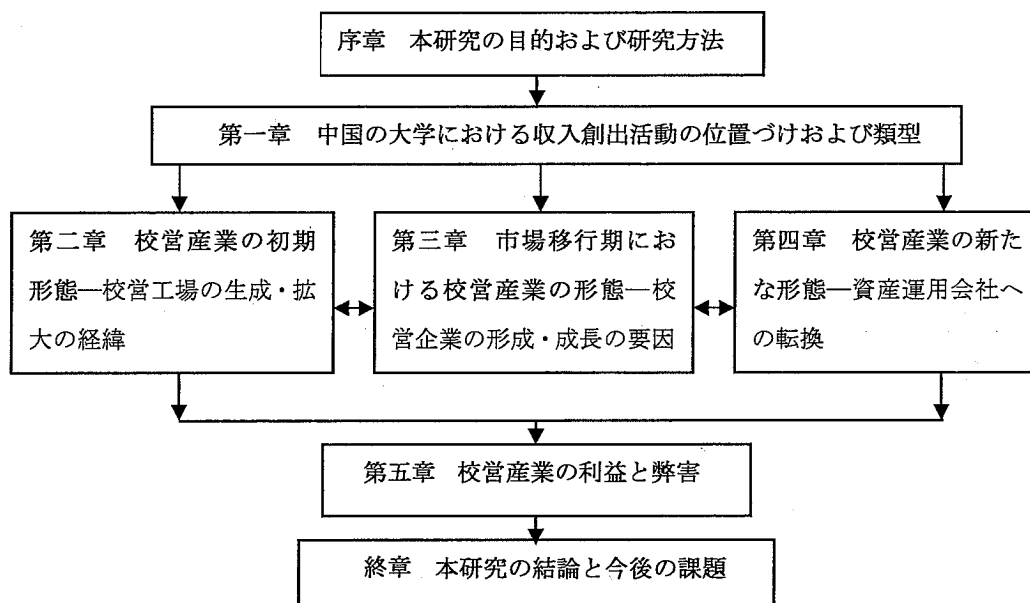 序章　本研究の目的および研究方法
第一章　中国の大学における収入創出活動の位置づけおよび類型
第二章　校営産業の初期
形態―校営工場の生成・拡
大の経緯
第三章　市場移行期にお
ける校営産業の形態―校
営企業の形成・成長の要因
第四章　校営産業の新た
な形態―資産運用会社へ
の転換
第五章　校営産業の利益と弊害
終章　本研究の結論と今後の課題